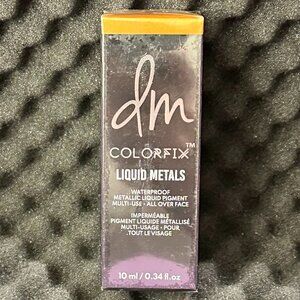 dm
COLORFIX™
LIQUID METALS
WATERPROOF
METALLIC LIQUID PIGMENT
MULTI-USE - ALL OVER FACE
IMPERMÉABLE
PIGMENT LIQUIDE MÉTALLISÉ
MULTI-USAGE - POUR
TOUT LE VISAGE
10 ml / 0.34 fl.oz